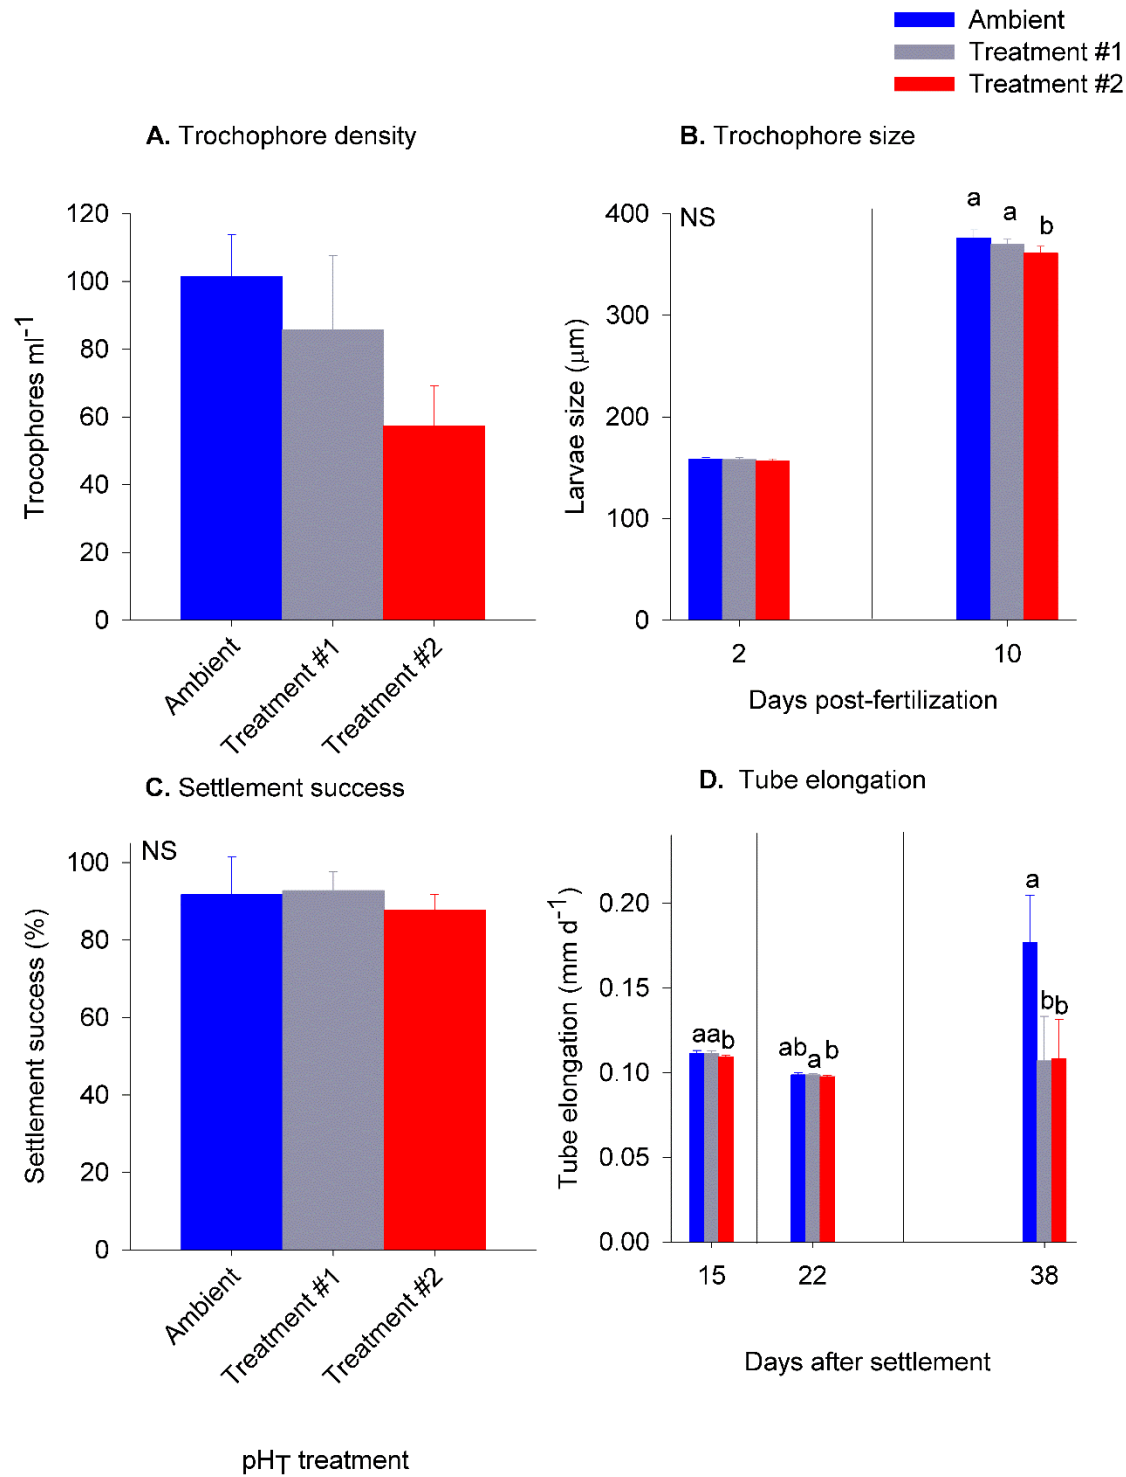 Ambient
Treatment #1
Treatment #2
A. Trochophore density
Trocophores ml-1
120
100
80
60
40
20
0
Ambient
Treatment #1
Treatment #2
B. Trochophore size
Larvae size (μm)
400
300
200
100
0
NS
a
a
b
2
10
Days post-fertilization
C. Settlement success
Settlement success (%)
100
80
60
40
20
0
NS
Ambient
Treatment #1
Treatment #2
pHT treatment
D. Tube elongation
Tube elongation (mm d-1)
0.20
0.15
0.10
0.05
0.00
aab
ab
a
b
a
bb
15
22
38
Days after settlement